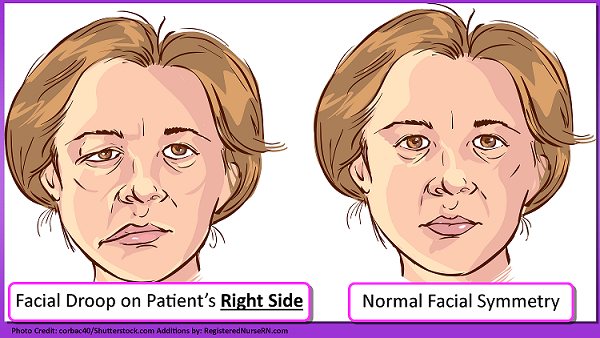 Facial Droop on Patient's Right Side
Normal Facial Symmetry
Photo Credit: corbac40/Shutterstock.com Additions by: RegisteredNurseRN.com